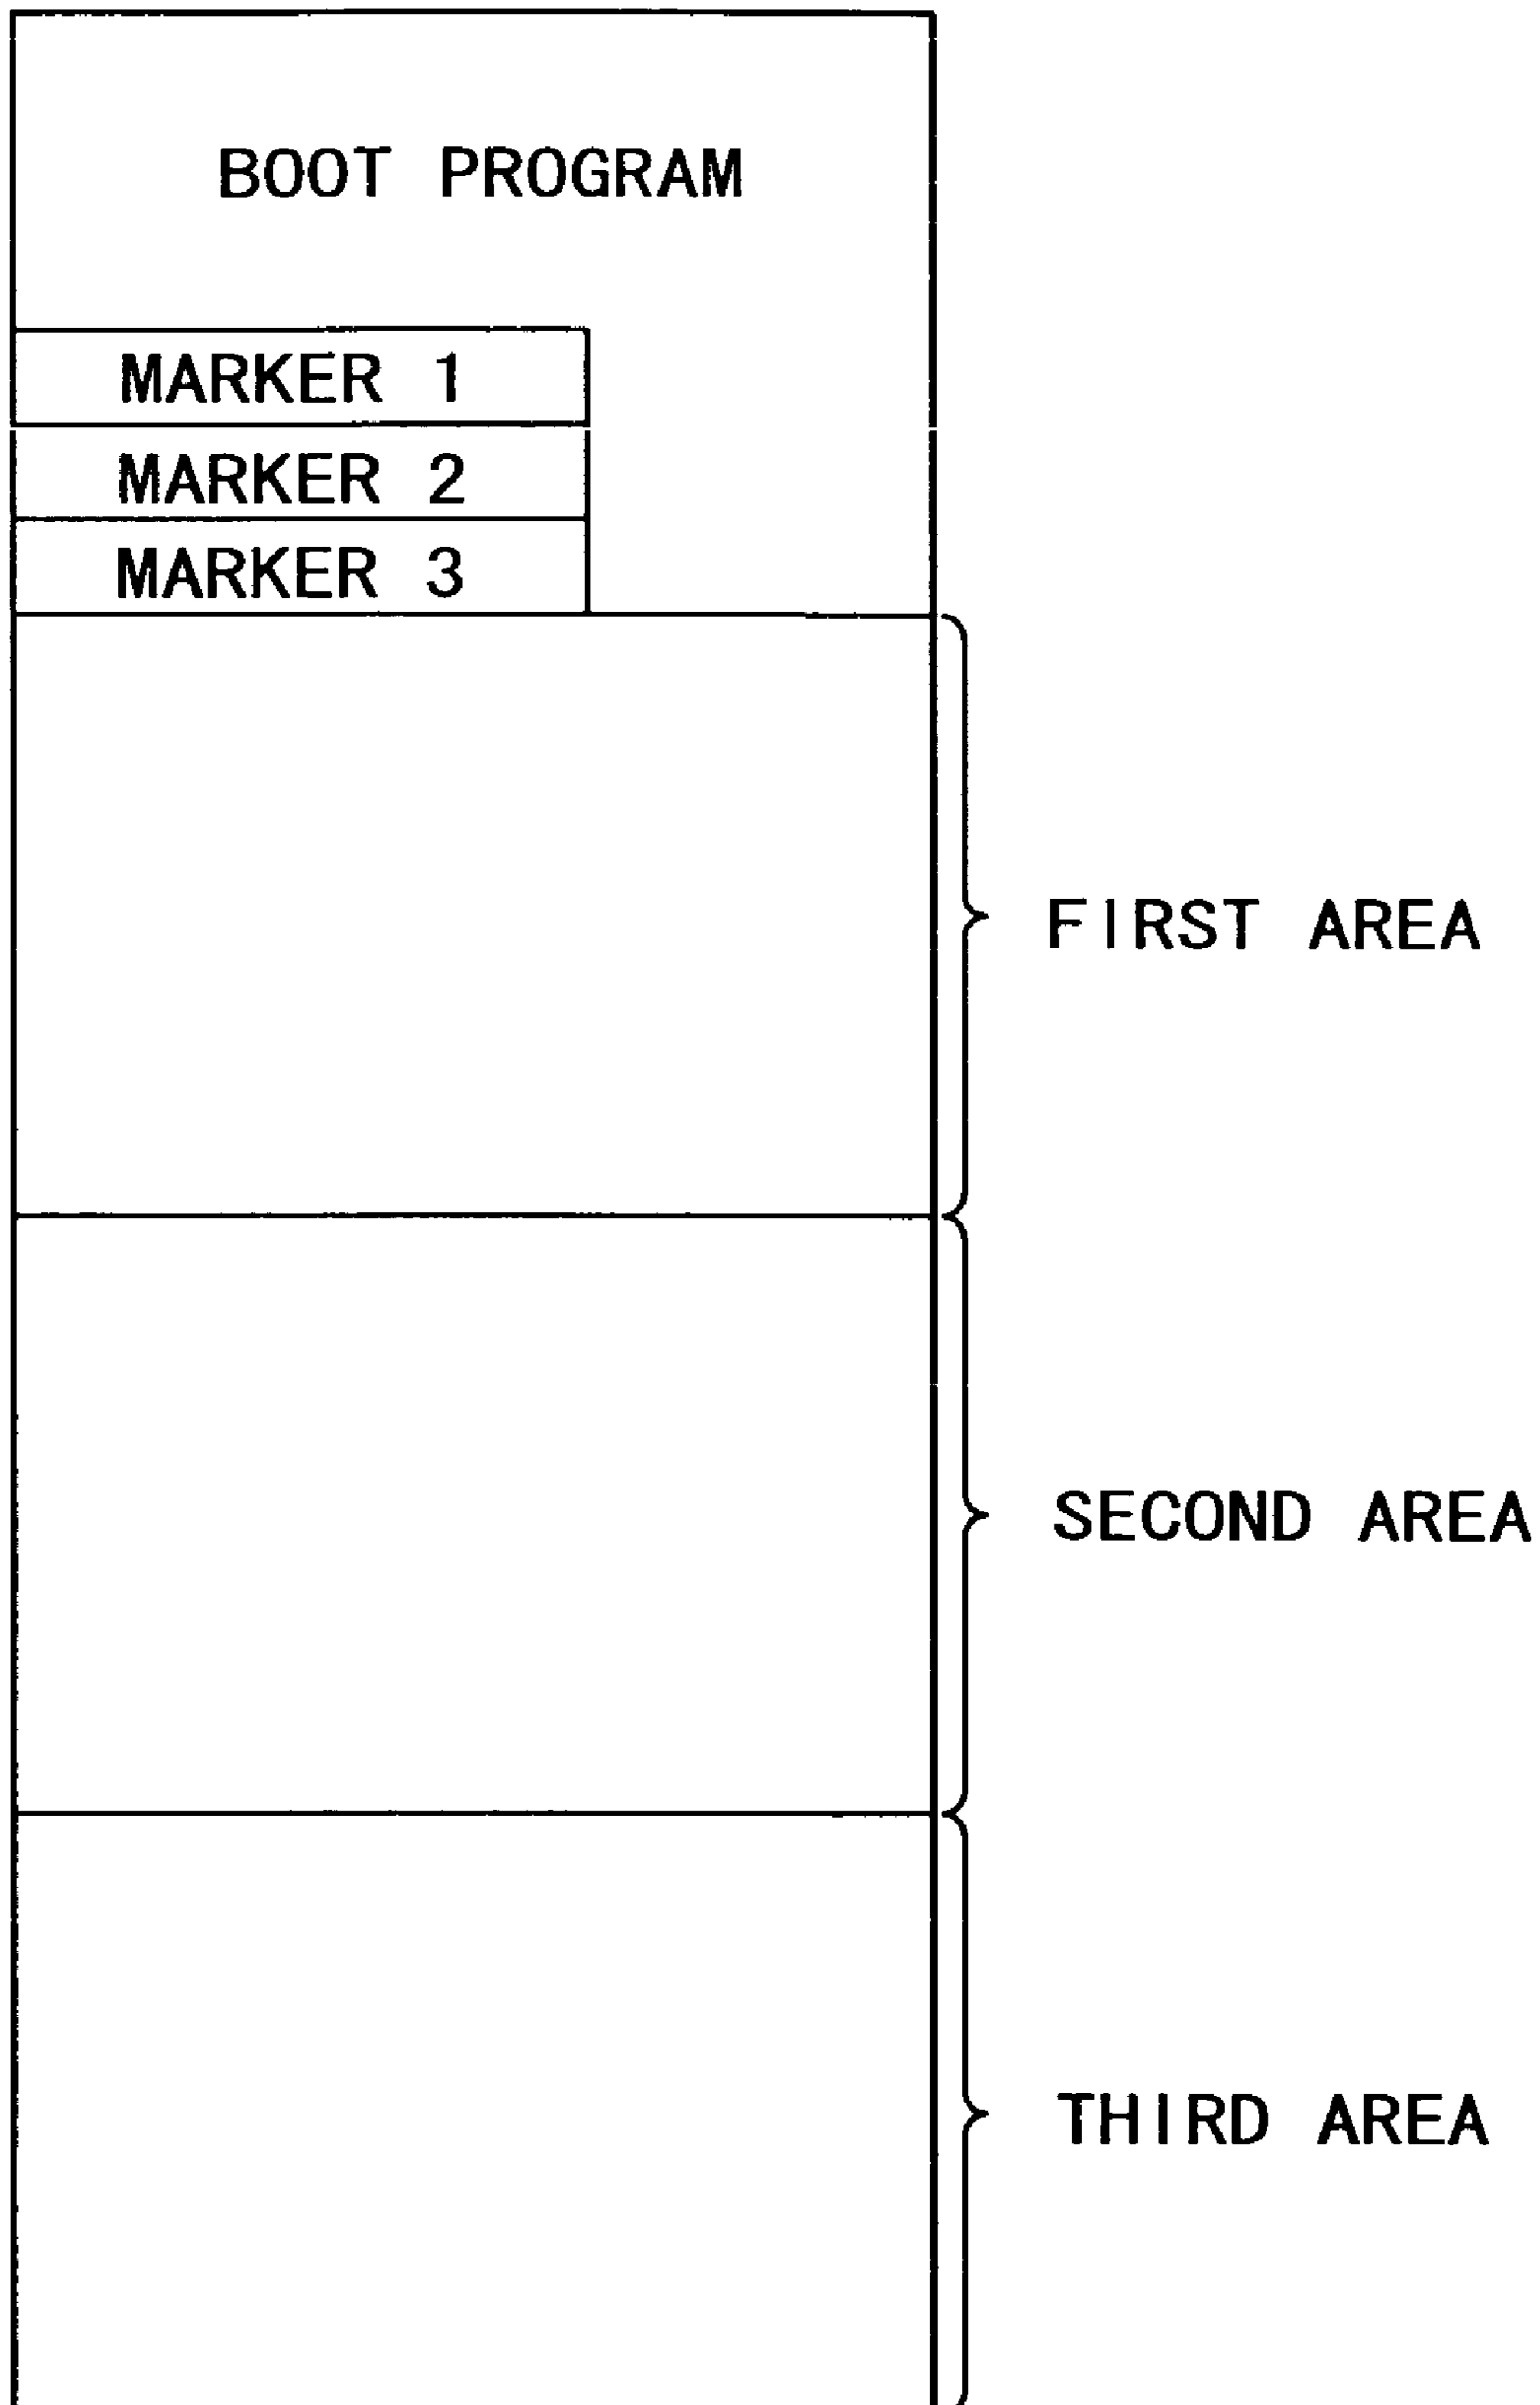 BOOT PROGRAM
MARKER 1
MARKER 2
MARKER 3
FIRST AREA
SECOND AREA
THIRD AREA